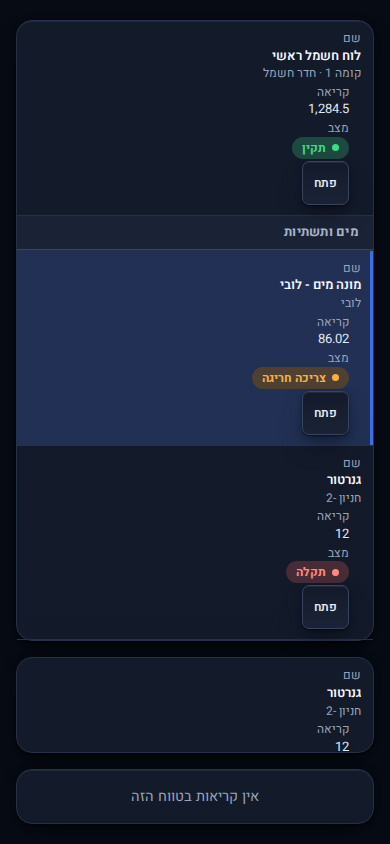 שם
לוח חשמל ראשי
קומה 1 · חדר חשמל
קריאה
1,284.5
מצב
תקין
פתח
מים ותשתיות
שם
מונה מים - לובי
לובי
קריאה
86.02
מצב
צריכה חריגה
פתח
שם
גנרטור
חניון -2
קריאה
12
מצב
תקלה
פתח
שם
גנרטור
חניון -2
קריאה
12
אין קריאות בטווח הזה